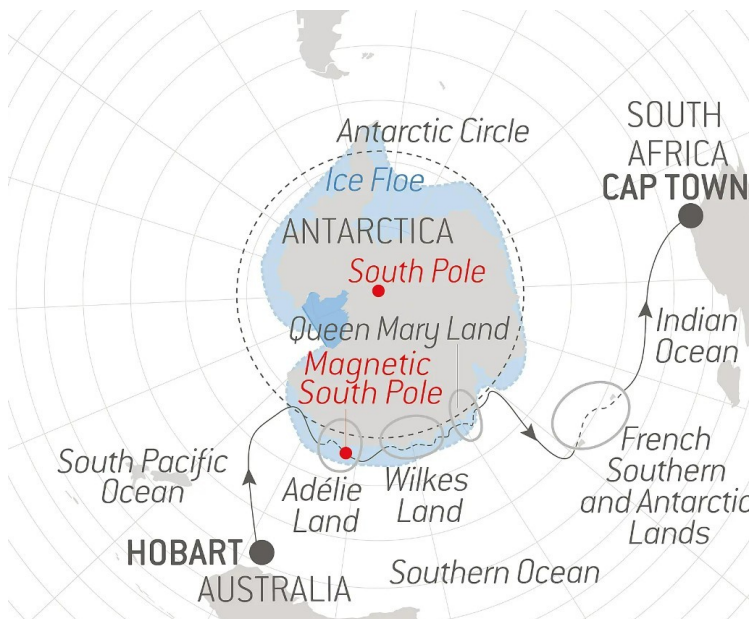 SOUTH
AFRICA
CAP TOWN
Antarctic Circle
Ice Floe
ANTARCTICA
South Pole
Queen Mary Land
Magnetic
South Pole
Indian
Ocean
French
Southern
and Antarctic
Lands
South Pacific
Ocean
Adélie
Land
Wilkes
Land
HOBART
AUSTRALIA
Southern Ocean